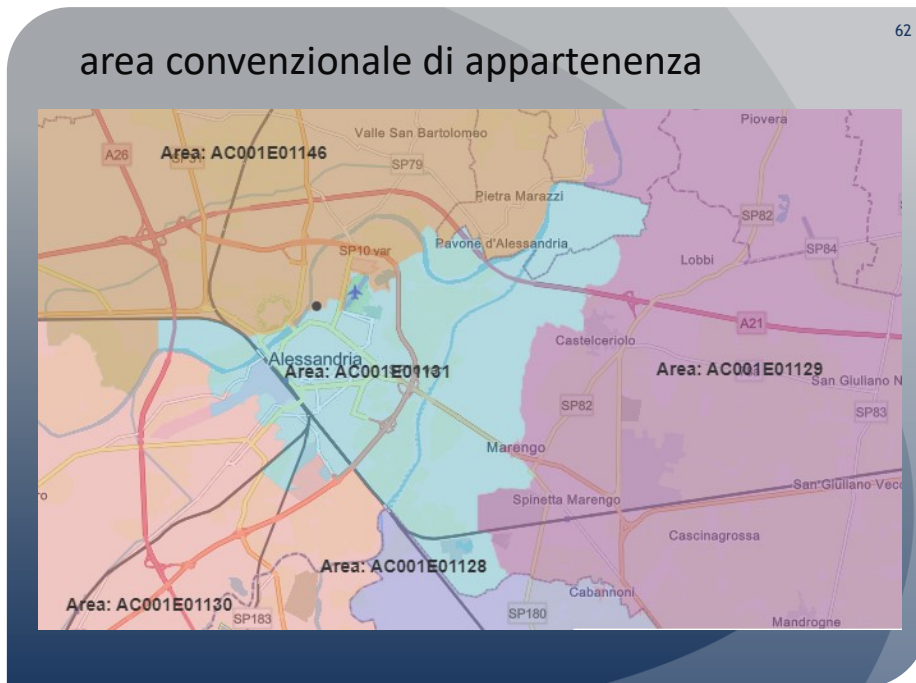 62
area convenzionale di appartenenza
Piovera
Valle San Bartolomeo
A26
Area: AC001E01146
SP79
Pietra Marazzi
SP82
Pavone d'Alessandria
SP10 var
SP84
Lobbi
A21
Castelceriolo
Alessandria
Area: AC001E01131
Area: AC001E01129
San Giuliano N
SP82
SP83
Marengo
San Giuliano Vecc
ro
Spinetta Marengo
Cascinagrossa
Area: AC001E01128
Cabannoni
Area: AC001E01130
SP183
SP180
Mandrogne